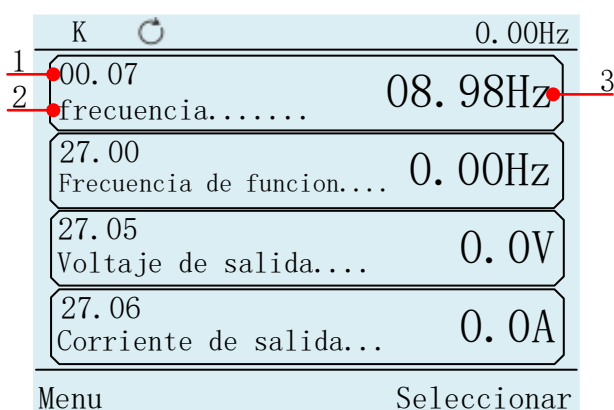 K 0.00Hz
1
00.07
08.98Hz
3
2
frecuencia.......
27.00
Frecuencia de funcion....
0.00Hz
27.05
Voltaje de salida....
0.0V
27.06
Corriente de salida...
0.0A
Menu Seleccionar